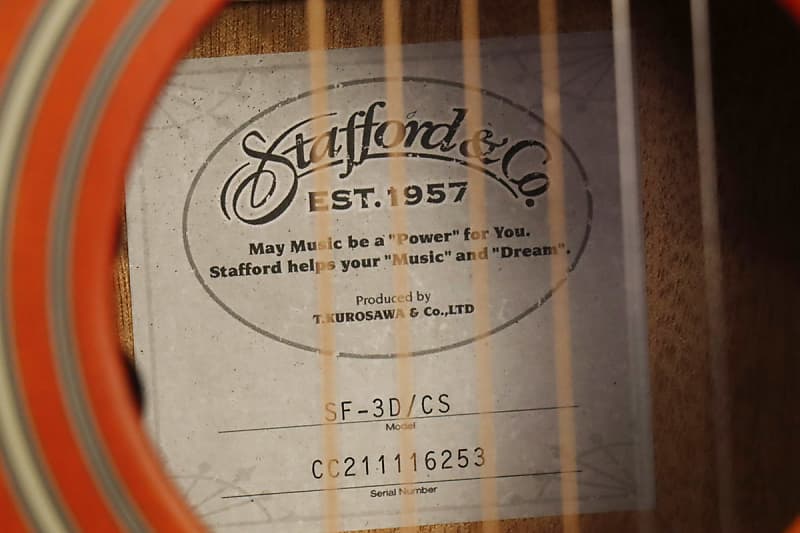 Stafford & Co.
EST. 1957
May Music be a "Power" for You.
Stafford helps your "Music" and "Dream".
Produced by
T.KUROSAWA & Co.,LTD
SF-3D/CS
Model
CC211116253
Serial Number